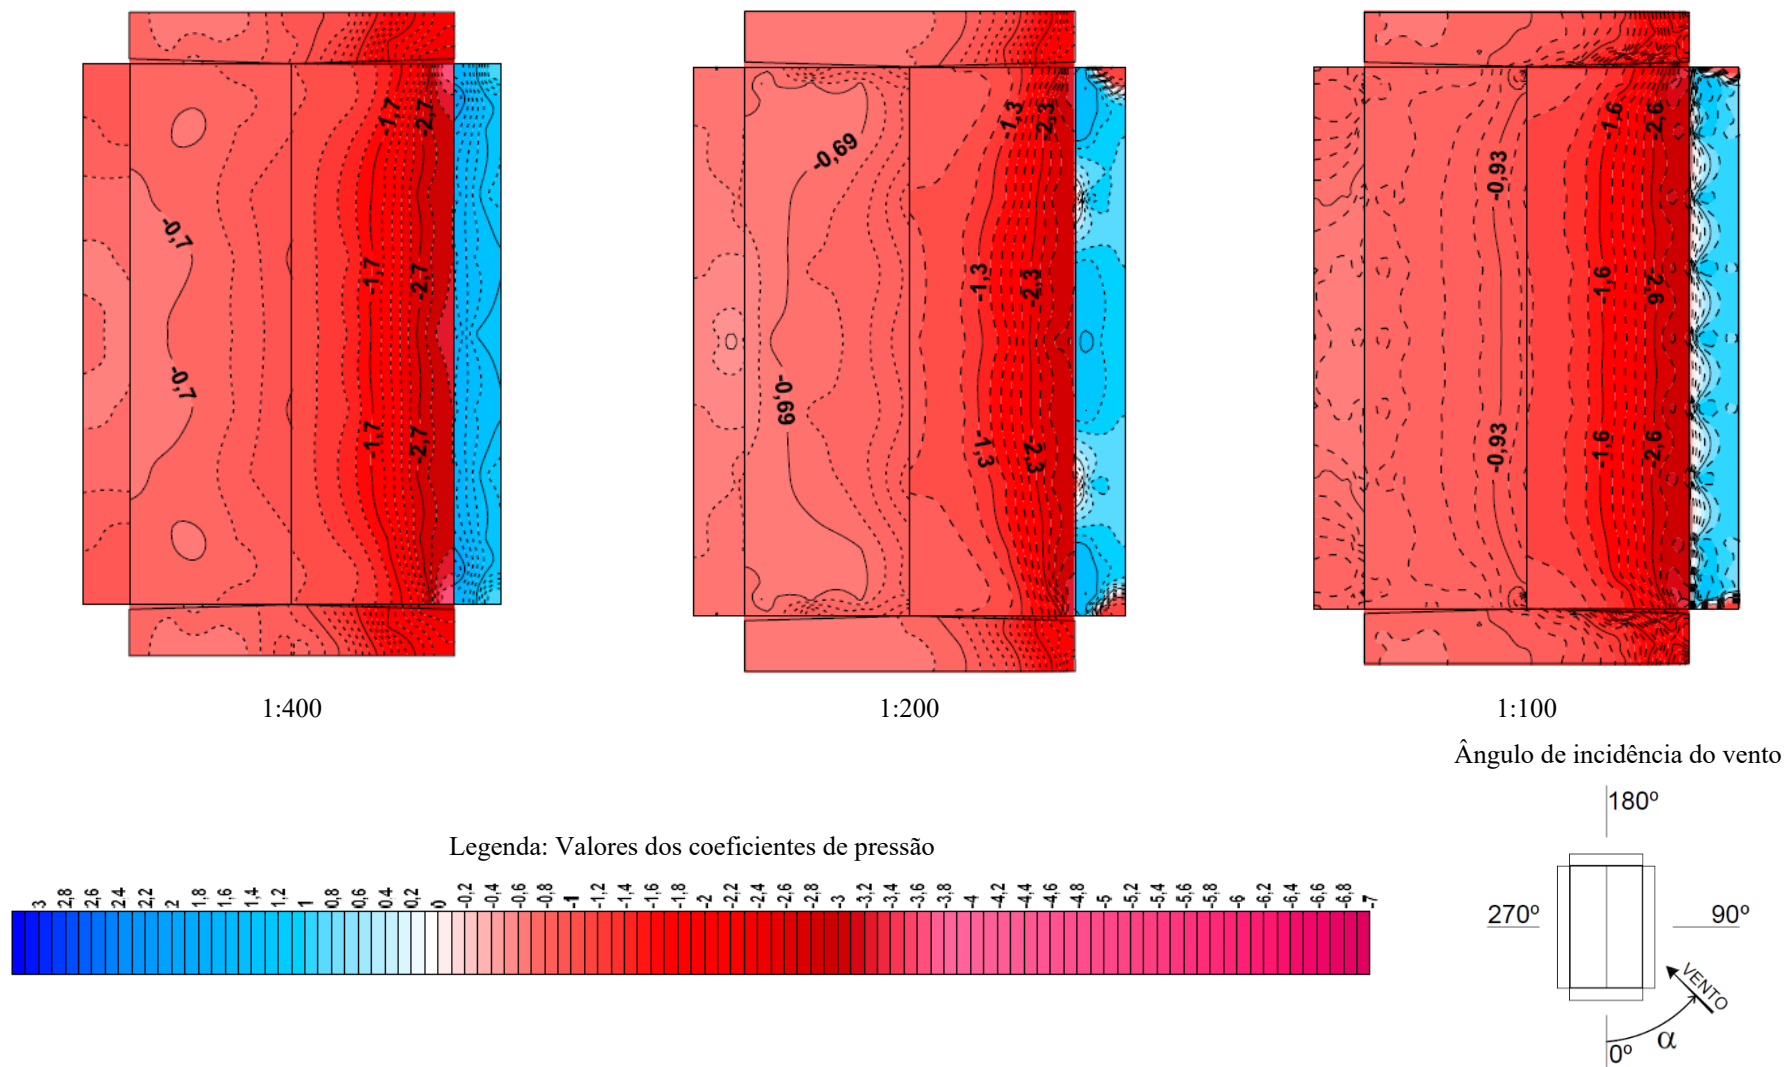 -1,7
-2,7
-0,7
-1,7
-2,7
-0,7
-1,7
-2,7
-1,3
-2,3
-0,69
-1,3
-2,3
-0,69
-1,3
-2,3
-1,6
-2,6
-0,93
-1,6
-2,6
-0,93
-1,6
-2,6
1:400 1:200 1:100
Ângulo de incidência do vento
180º
Legenda: Valores dos coeficientes de pressão
3 2,8 2,6 2,4 2,2 2 1,8 1,6 1,4 1,2 1 0,8 0,6 0,4 0,2 0 -0,2 -0,4 -0,6 -0,8 -1 -1,2 -1,4 -1,6 -1,8 -2 -2,2 -2,4 -2,6 -2,8 -3 -3,2 -3,4 -3,6 -3,8 -4 -4,2 -4,4 -4,6 -4,8 -5 -5,2 -5,4 -5,6 -5,8 -6 -6,2 -6,4 -6,6 -6,8 -7
270º 90º
VENTO
α
0º